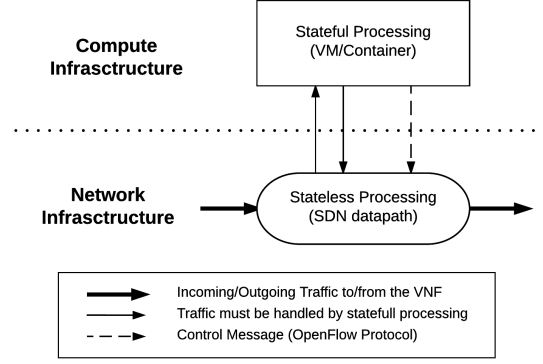 Compute
Infrasctructure
Stateful Processing
(VM/Container)
Network
Infrasctructure
Stateless Processing
(SDN datapath)
Incoming/Outgoing Traffic to/from the VNF
Traffic must be handled by statefull processing
Control Message (OpenFlow Protocol)